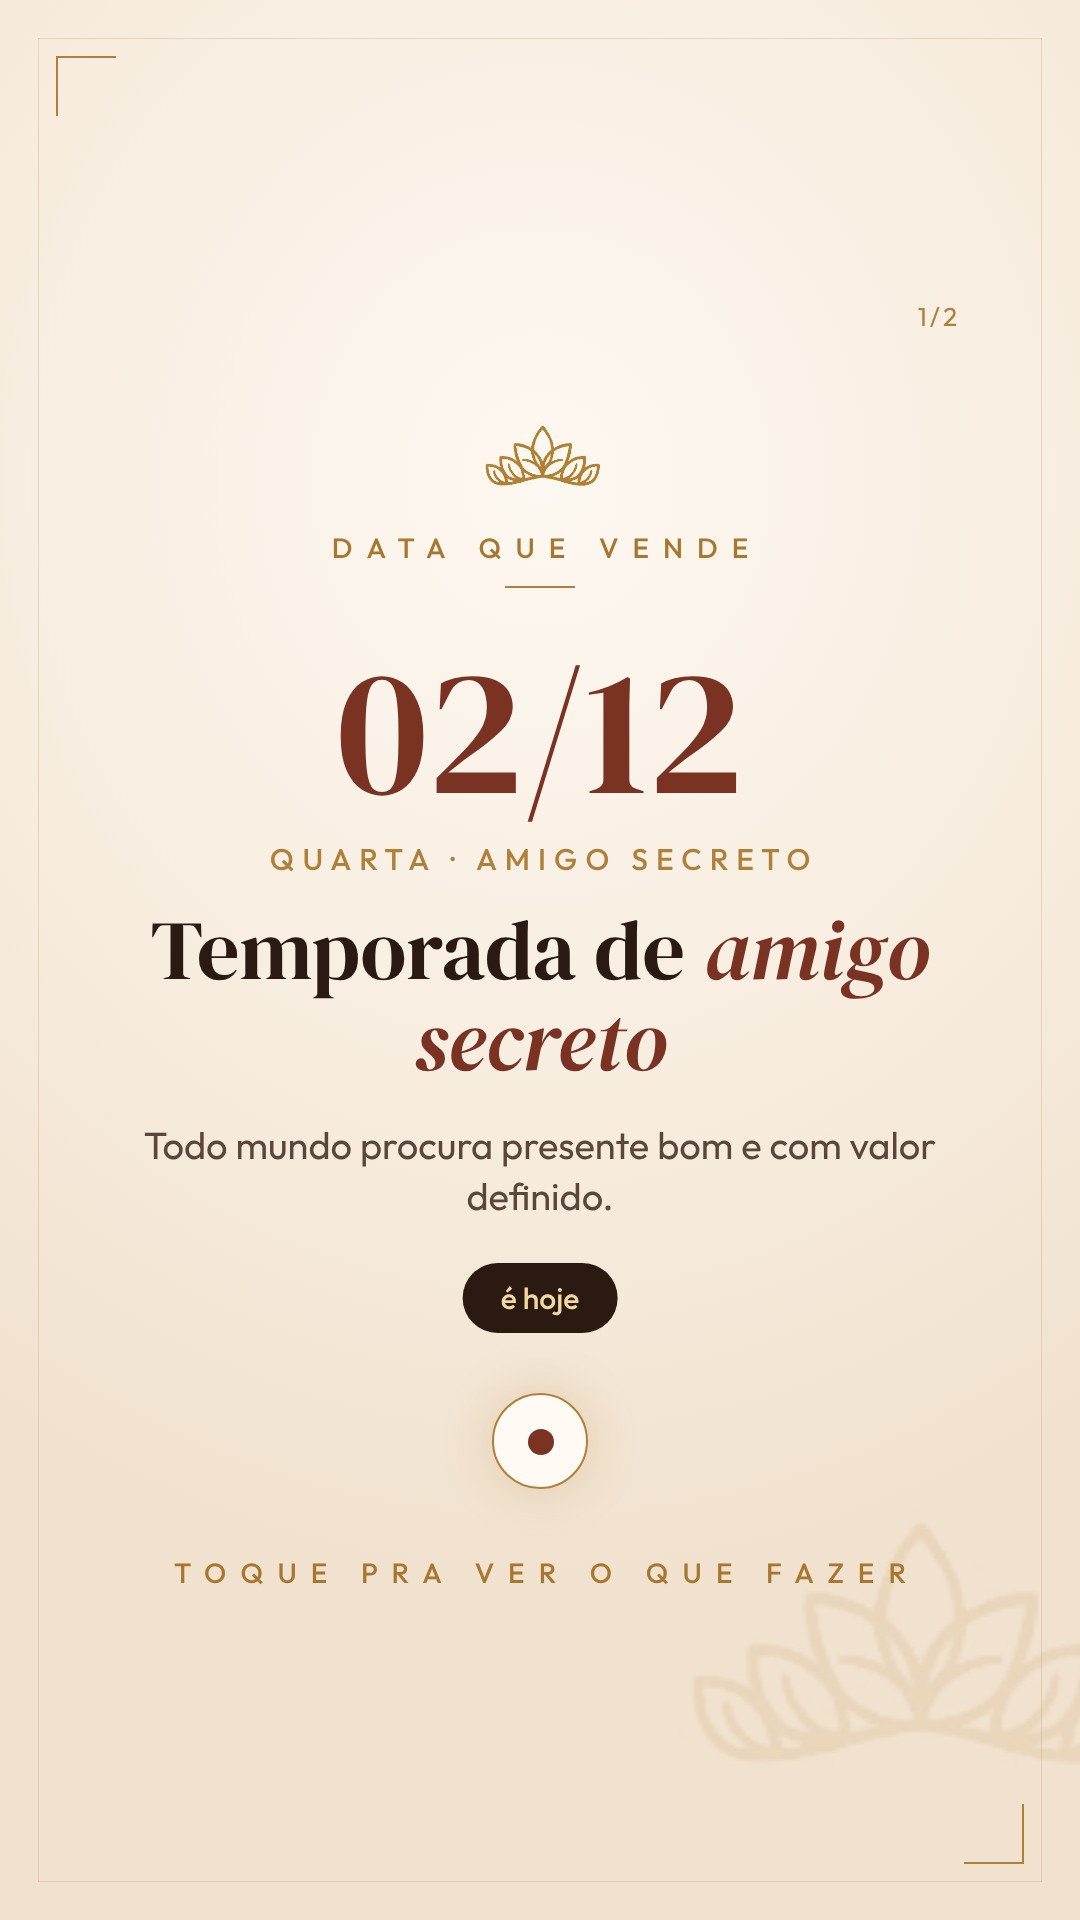 1/2
DATA QUE VENDE
02/12
QUARTA · AMIGO SECRETO
Temporada de amigo
secreto
Todo mundo procura presente bom e com valor
definido.
é hoje
TOQUE PRA VER O QUE FAZER